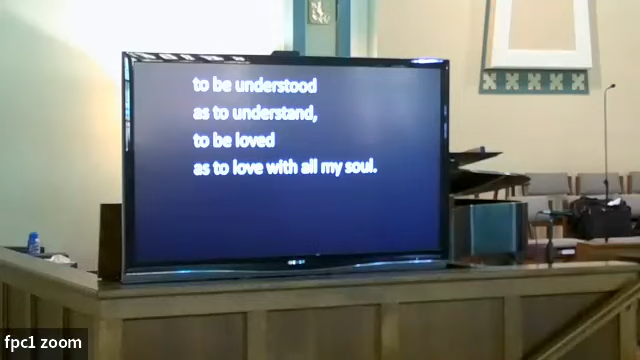 to be understood
as to understand,
to be loved
as to love with all my soul.
fpc1 zoom